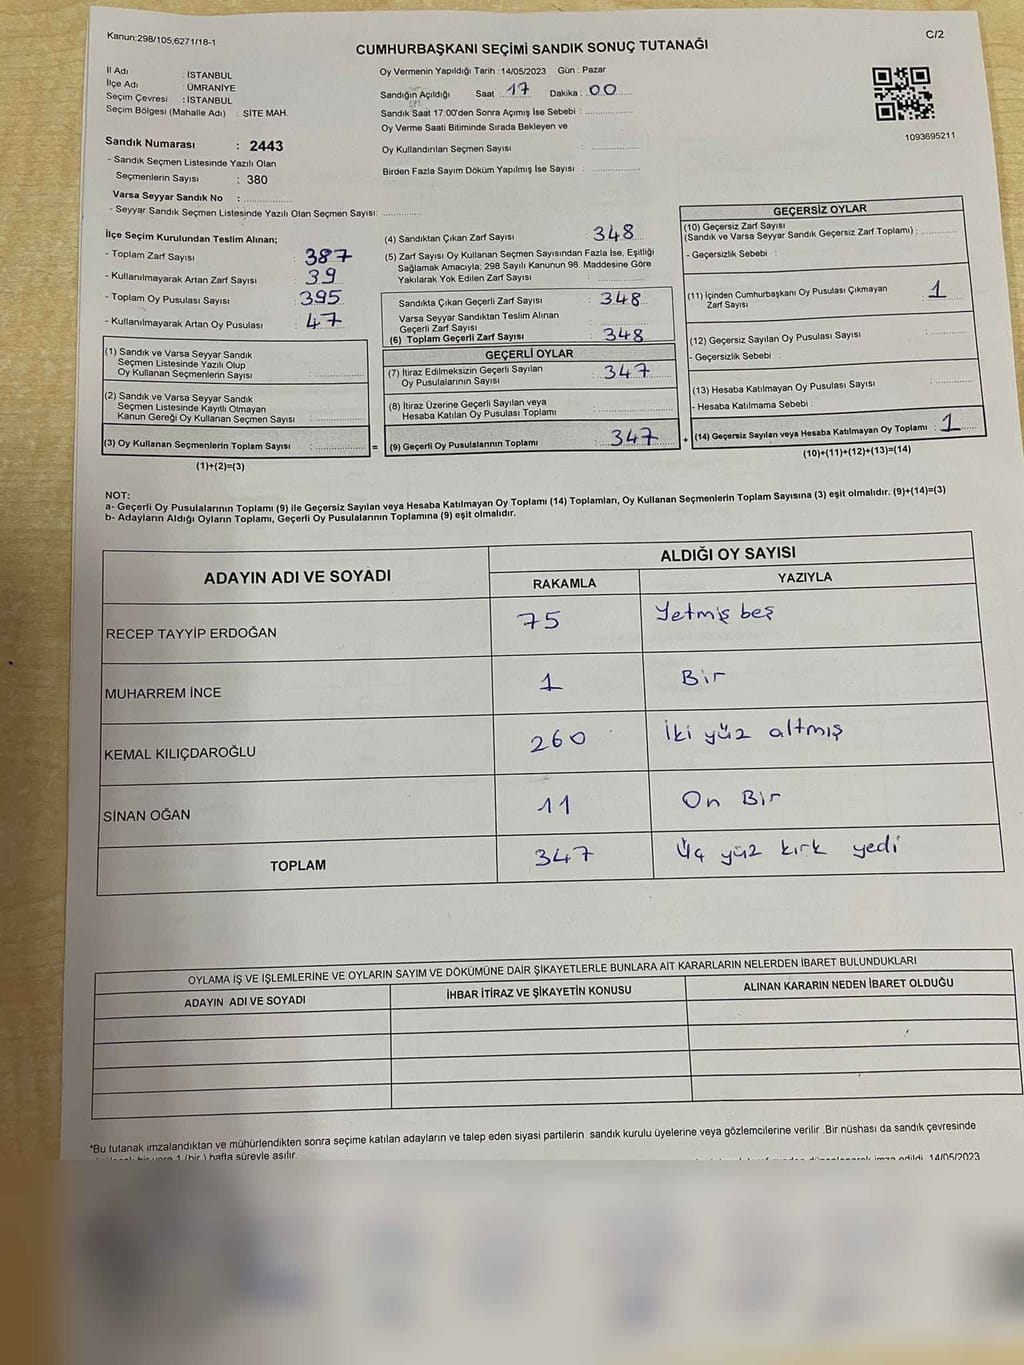 Kanun:298/105;6271/18-1
C/2
CUMHURBAŞKANI SEÇİMİ SANDIK SONUÇ TUTANAĞI
İl Adı : İSTANBUL
İlçe Adı : ÜMRANİYE
Seçim Çevresi : İSTANBUL
Seçim Bölgesi (Mahalle Adı) : SİTE MAH.
Sandık Numarası : 2443
- Sandık Seçmen Listesinde Yazılı Olan
Seçmenlerin Sayısı : 380
Varsa Seyyar Sandık No :
- Seyyar Sandık Seçmen Listesinde Yazılı Olan Seçmen Sayısı:
Oy Vermenin Yapıldığı Tarih :14/05/2023 Gün : Pazar
Sandığın Açıldığı Saat : 17 Dakika : 00
Sandık Saat 17:00'den Sonra Açımış İse Sebebi :
Oy Verme Saati Bitiminde Sırada Bekleyen ve
Oy Kullandırılan Seçmen Sayısı :
Birden Fazla Sayım Döküm Yapılmış İse Sayısı :
1093695211
İlçe Seçim Kurulundan Teslim Alınan;
- Toplam Zarf Sayısı : 387
- Kullanılmayarak Artan Zarf Sayısı : 39
- Toplam Oy Pusulası Sayısı : 395
- Kullanılmayarak Artan Oy Pusulası : 47
(1) Sandık ve Varsa Seyyar Sandık
Seçmen Listesinde Yazılı Olup
Oy Kullanan Seçmenlerin Sayısı :
(2) Sandık ve Varsa Seyyar Sandık
Seçmen Listesinde Kayıtlı Olmayan
Kanun Gereği Oy Kullanan Seçmen Sayısı :
(3) Oy Kullanan Seçmenlerin Toplam Sayısı : =
(1)+(2)=(3)
(4) Sandıktan Çıkan Zarf Sayısı : 348
(5) Zarf Sayısı Oy Kullanan Seçmen Sayısından Fazla İse, Eşitliği
Sağlamak Amacıyla; 298 Sayılı Kanunun 98. Maddesine Göre
Yakılarak Yok Edilen Zarf Sayısı :
Sandıkta Çıkan Geçerli Zarf Sayısı : 348
Varsa Seyyar Sandıktan Teslim Alınan
Geçerli Zarf Sayısı :
(6) Toplam Geçerli Zarf Sayısı : 348
GEÇERLİ OYLAR
(7) İtiraz Edilmeksizin Geçerli Sayılan
Oy Pusulalarının Sayısı : 347
(8) İtiraz Üzerine Geçerli Sayılan veya
Hesaba Katılan Oy Pusulası Toplamı :
(9) Geçerli Oy Pusulalarının Toplamı : 347 +
GEÇERSİZ OYLAR
(10) Geçersiz Zarf Sayısı
(Sandık ve Varsa Seyyar Sandık Geçersiz Zarf Toplamı) :
- Geçersizlik Sebebi :
(11) İçinden Cumhurbaşkanı Oy Pusulası Çıkmayan
Zarf Sayısı : 1
(12) Geçersiz Sayılan Oy Pusulası Sayısı :
- Geçersizlik Sebebi :
(13) Hesaba Katılmayan Oy Pusulası Sayısı :
- Hesaba Katılmama Sebebi :
(14) Geçersiz Sayılan veya Hesaba Katılmayan Oy Toplamı : 1
(10)+(11)+(12)+(13)=(14)
NOT:
a- Geçerli Oy Pusulalarının Toplamı (9) ile Geçersiz Sayılan veya Hesaba Katılmayan Oy Toplamı (14) Toplamları, Oy Kullanan Seçmenlerin Toplam Sayısına (3) eşit olmalıdır. (9)+(14)=(3)
b- Adayların Aldığı Oyların Toplamı, Geçerli Oy Pusulalarının Toplamına (9) eşit olmalıdır.
ADAYIN ADI VE SOYADI
ALDIĞI OY SAYISI
RAKAMLA YAZIYLA
RECEP TAYYİP ERDOĞAN 75 Yetmiş beş
MUHARREM İNCE 1 Bir
KEMAL KILIÇDAROĞLU 260 İki yüz altmış
SİNAN OĞAN 11 On Bir
TOPLAM 347 Üç yüz kırk yedi
OYLAMA İŞ VE İŞLEMLERİNE VE OYLARIN SAYIM VE DÖKÜMÜNE DAİR ŞİKAYETLERLE BUNLARA AİT KARARLARIN NELERDEN İBARET BULUNDUKLARI
ADAYIN ADI VE SOYADI İHBAR İTİRAZ VE ŞİKAYETİN KONUSU ALINAN KARARIN NEDEN İBARET OLDUĞU
*Bu tutanak imzalandıktan ve mühürlendikten sonra seçime katılan adayların ve talep eden siyasi partilerin sandık kurulu üyelerine veya gözlemcilerine verilir .Bir nüshası da sandık çevresinde
bir yere 1 (bir ) hafta süreyle asılır. imza edildi. 14/05/2023